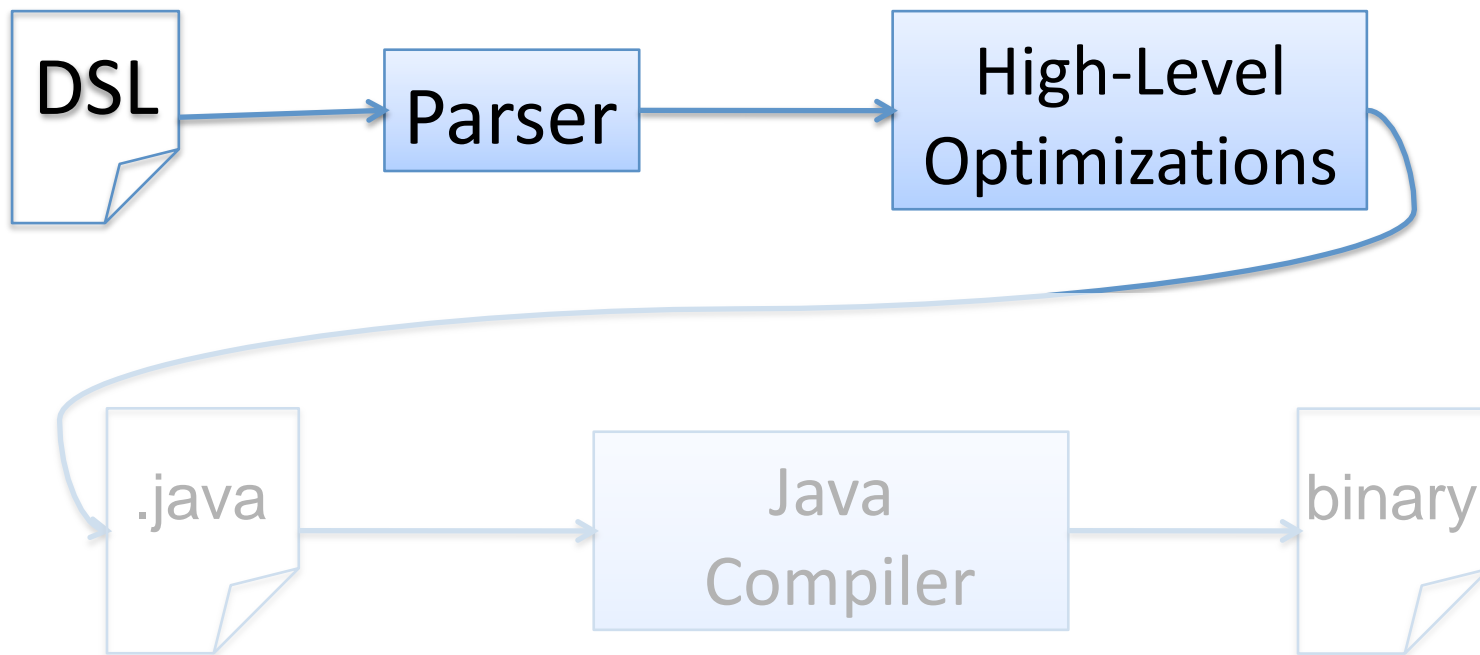 DSL
Parser
High-Level
Optimizations
.java
Java
Compiler
binary